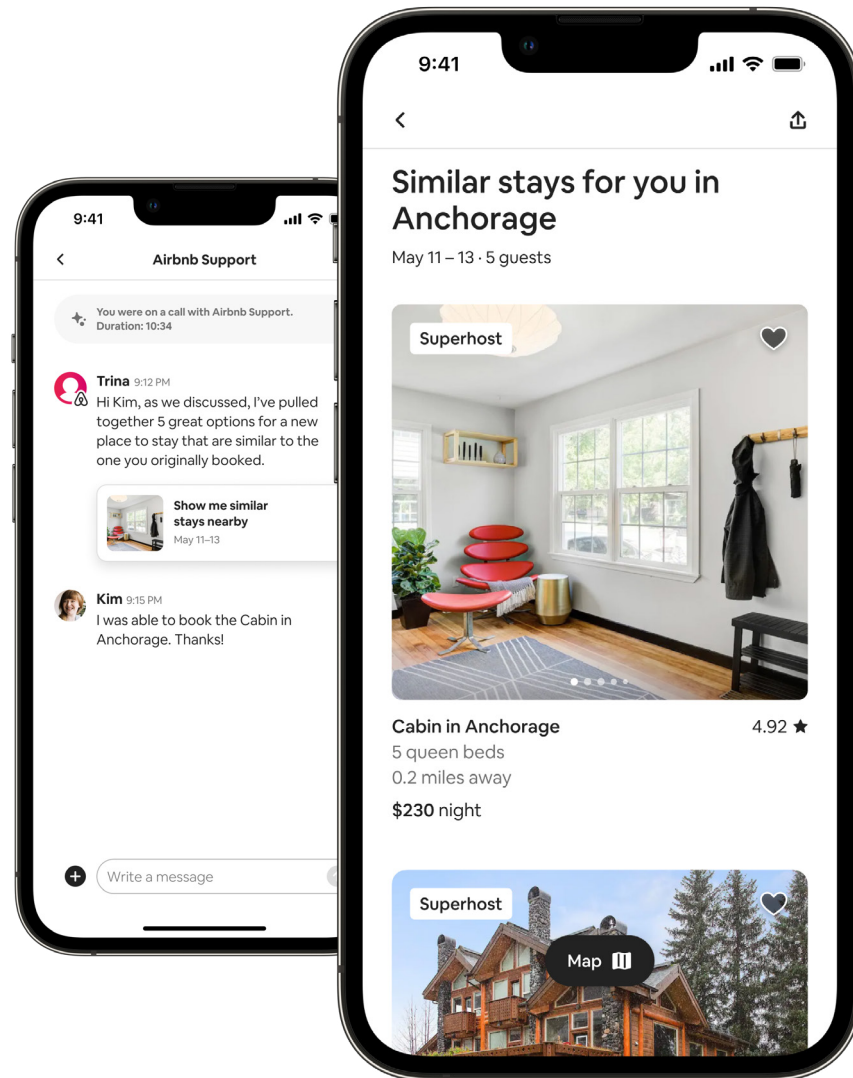 9:41
Airbnb Support
You were on a call with Airbnb Support.
Duration: 10:34
Trina 9:12 PM
Hi Kim, as we discussed, I've pulled
together 5 great options for a new
place to stay that are similar to the
one you originally booked.
Show me similar
stays nearby
May 11–13
Kim 9:15 PM
I was able to book the Cabin in
Anchorage. Thanks!
Write a message
9:41
Similar stays for you in
Anchorage
May 11 – 13 · 5 guests
Superhost
Cabin in Anchorage 4.92 ★
5 queen beds
0.2 miles away
$230 night
Superhost
Map